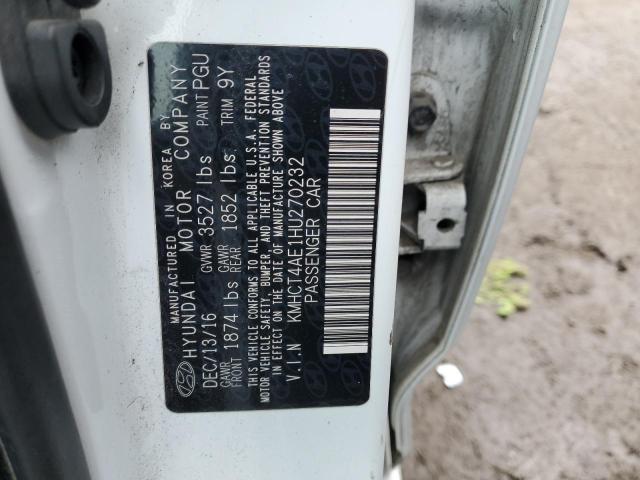 MANUFACTURED IN KOREA BY
HYUNDAI MOTOR COMPANY
DEC/13/16 GVWR 3527 lbs PAINT PGU
GAWR FRONT 1874 lbs GAWR REAR 1852 lbs TRIM 9Y
THIS VEHICLE CONFORMS TO ALL APPLICABLE U.S.A. FEDERAL
MOTOR VEHICLE SAFETY, BUMPER, AND THEFT PREVENTION STANDARDS
IN EFFECT ON THE DATE OF MANUFACTURE SHOWN ABOVE
V.I.N KMHCT4AE1HU270232
PASSENGER CAR